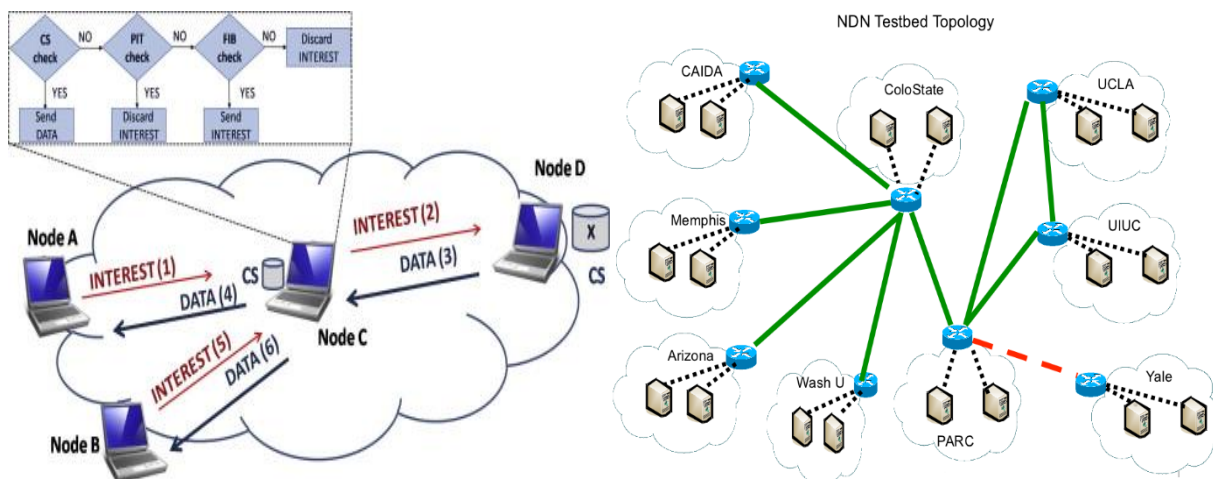 CS
check
NO
PIT
check
NO
FIB
check
NO
Discard
INTEREST
YES
YES
YES
Send
DATA
Discard
INTEREST
Send
INTEREST
Node D
INTEREST (2)
X
Node A
DATA (3)
INTEREST (1)
CS
CS
DATA (4)
Node C
INTEREST (5)
DATA (6)
Node B
NDN Testbed Topology
CAIDA
ColoState
UCLA
Memphis
UIUC
Arizona
Wash U
Yale
PARC